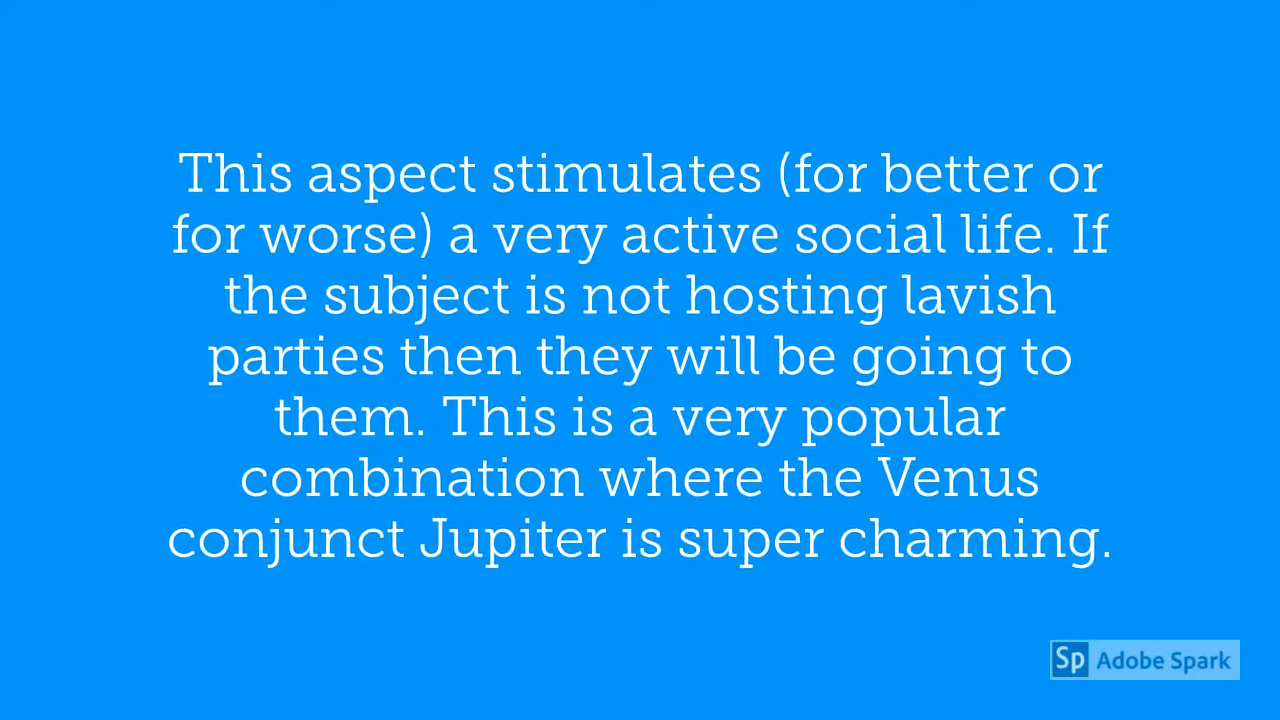 This aspect stimulates (for better or
for worse) a very active social life. If
the subject is not hosting lavish
parties then they will be going to
them. This is a very popular
combination where the Venus
conjunct Jupiter is super charming.
Sp Adobe Spark